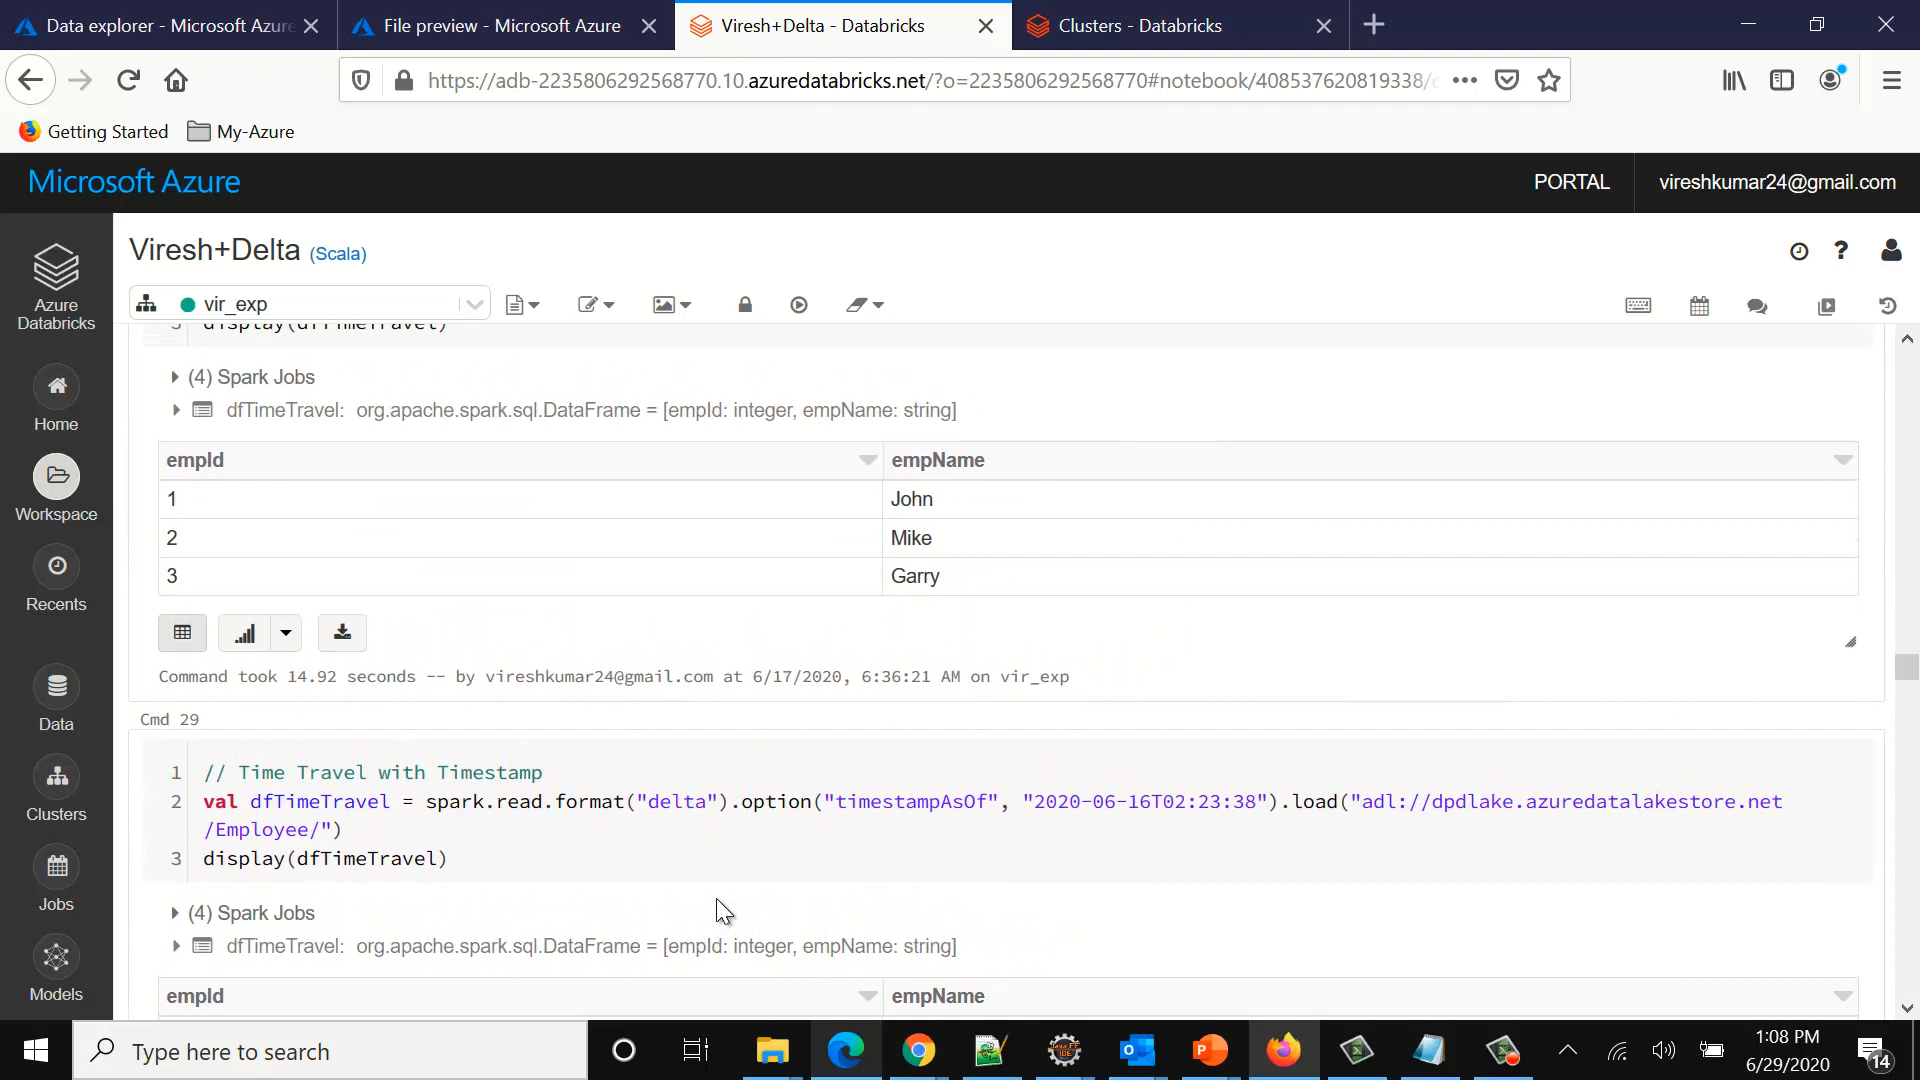 Data explorer - Microsoft Azure
File preview - Microsoft Azure
Viresh+Delta - Databricks
Clusters - Databricks
https://adb-2235806292568770.10.azuredatabricks.net/?o=2235806292568770#notebook/408537620819338/
Getting Started
My-Azure
Microsoft Azure
PORTAL
vireshkumar24@gmail.com
Azure
Databricks
Home
Workspace
Recents
Data
Clusters
Jobs
Models
Viresh+Delta (Scala)
vir_exp
3 display(dfTimeTravel)
(4) Spark Jobs
dfTimeTravel: org.apache.spark.sql.DataFrame = [empId: integer, empName: string]
empId empName
1 John
2 Mike
3 Garry
Command took 14.92 seconds -- by vireshkumar24@gmail.com at 6/17/2020, 6:36:21 AM on vir_exp
Cmd 29
1 // Time Travel with Timestamp
2 val dfTimeTravel = spark.read.format("delta").option("timestampAsOf", "2020-06-16T02:23:38").load("adl://dpdlake.azuredatalakestore.net
/Employee/")
3 display(dfTimeTravel)
(4) Spark Jobs
dfTimeTravel: org.apache.spark.sql.DataFrame = [empId: integer, empName: string]
empId empName
Type here to search
1:08 PM
6/29/2020
14